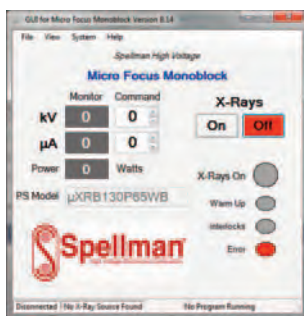 GUI for Micro Focus Monoblock Version 8.14
File View System Help
Spellman High Voltage
Micro Focus Monoblock
Monitor Command
X-Rays
kV 0 0
On Off
µA 0 0
Power 0 Watts
X-Rays On
PS Model µXRB130P65WB
Warm Up
Interlocks
Error
Spellman
Disconnected No X-Ray Source Found No Program Running